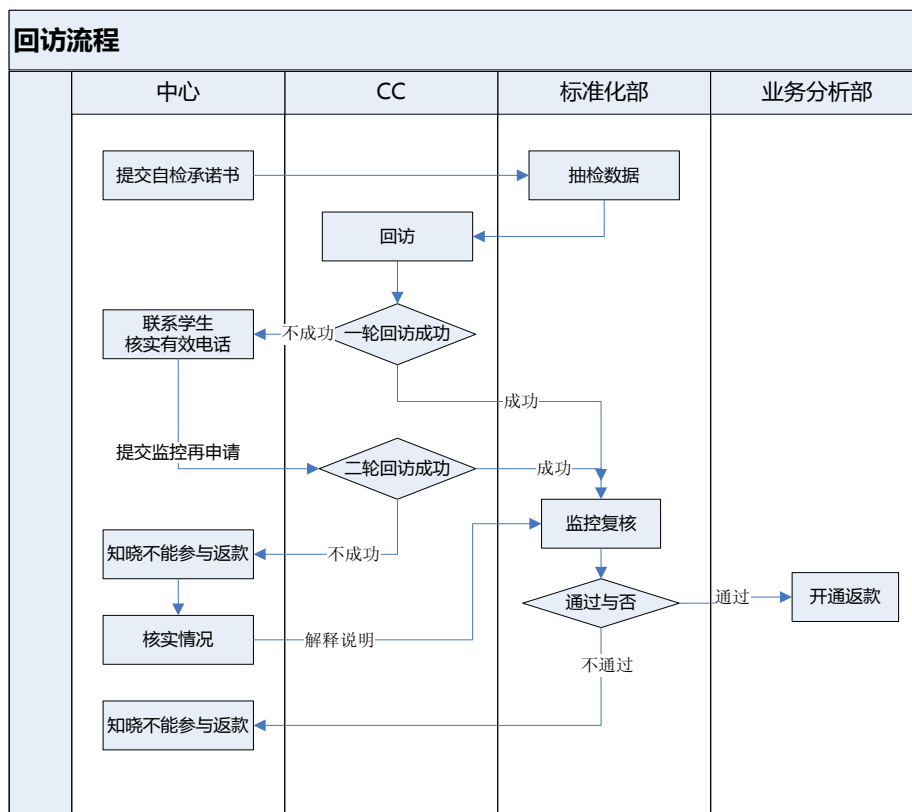 回访流程
中心
CC
标准化部
业务分析部
提交自检承诺书
抽检数据
回访
联系学生
核实有效电话
不成功
一轮回访成功
成功
提交监控再申请
二轮回访成功
成功
监控复核
知晓不能参与返款
不成功
通过与否
通过
开通返款
核实情况
解释说明
不通过
知晓不能参与返款